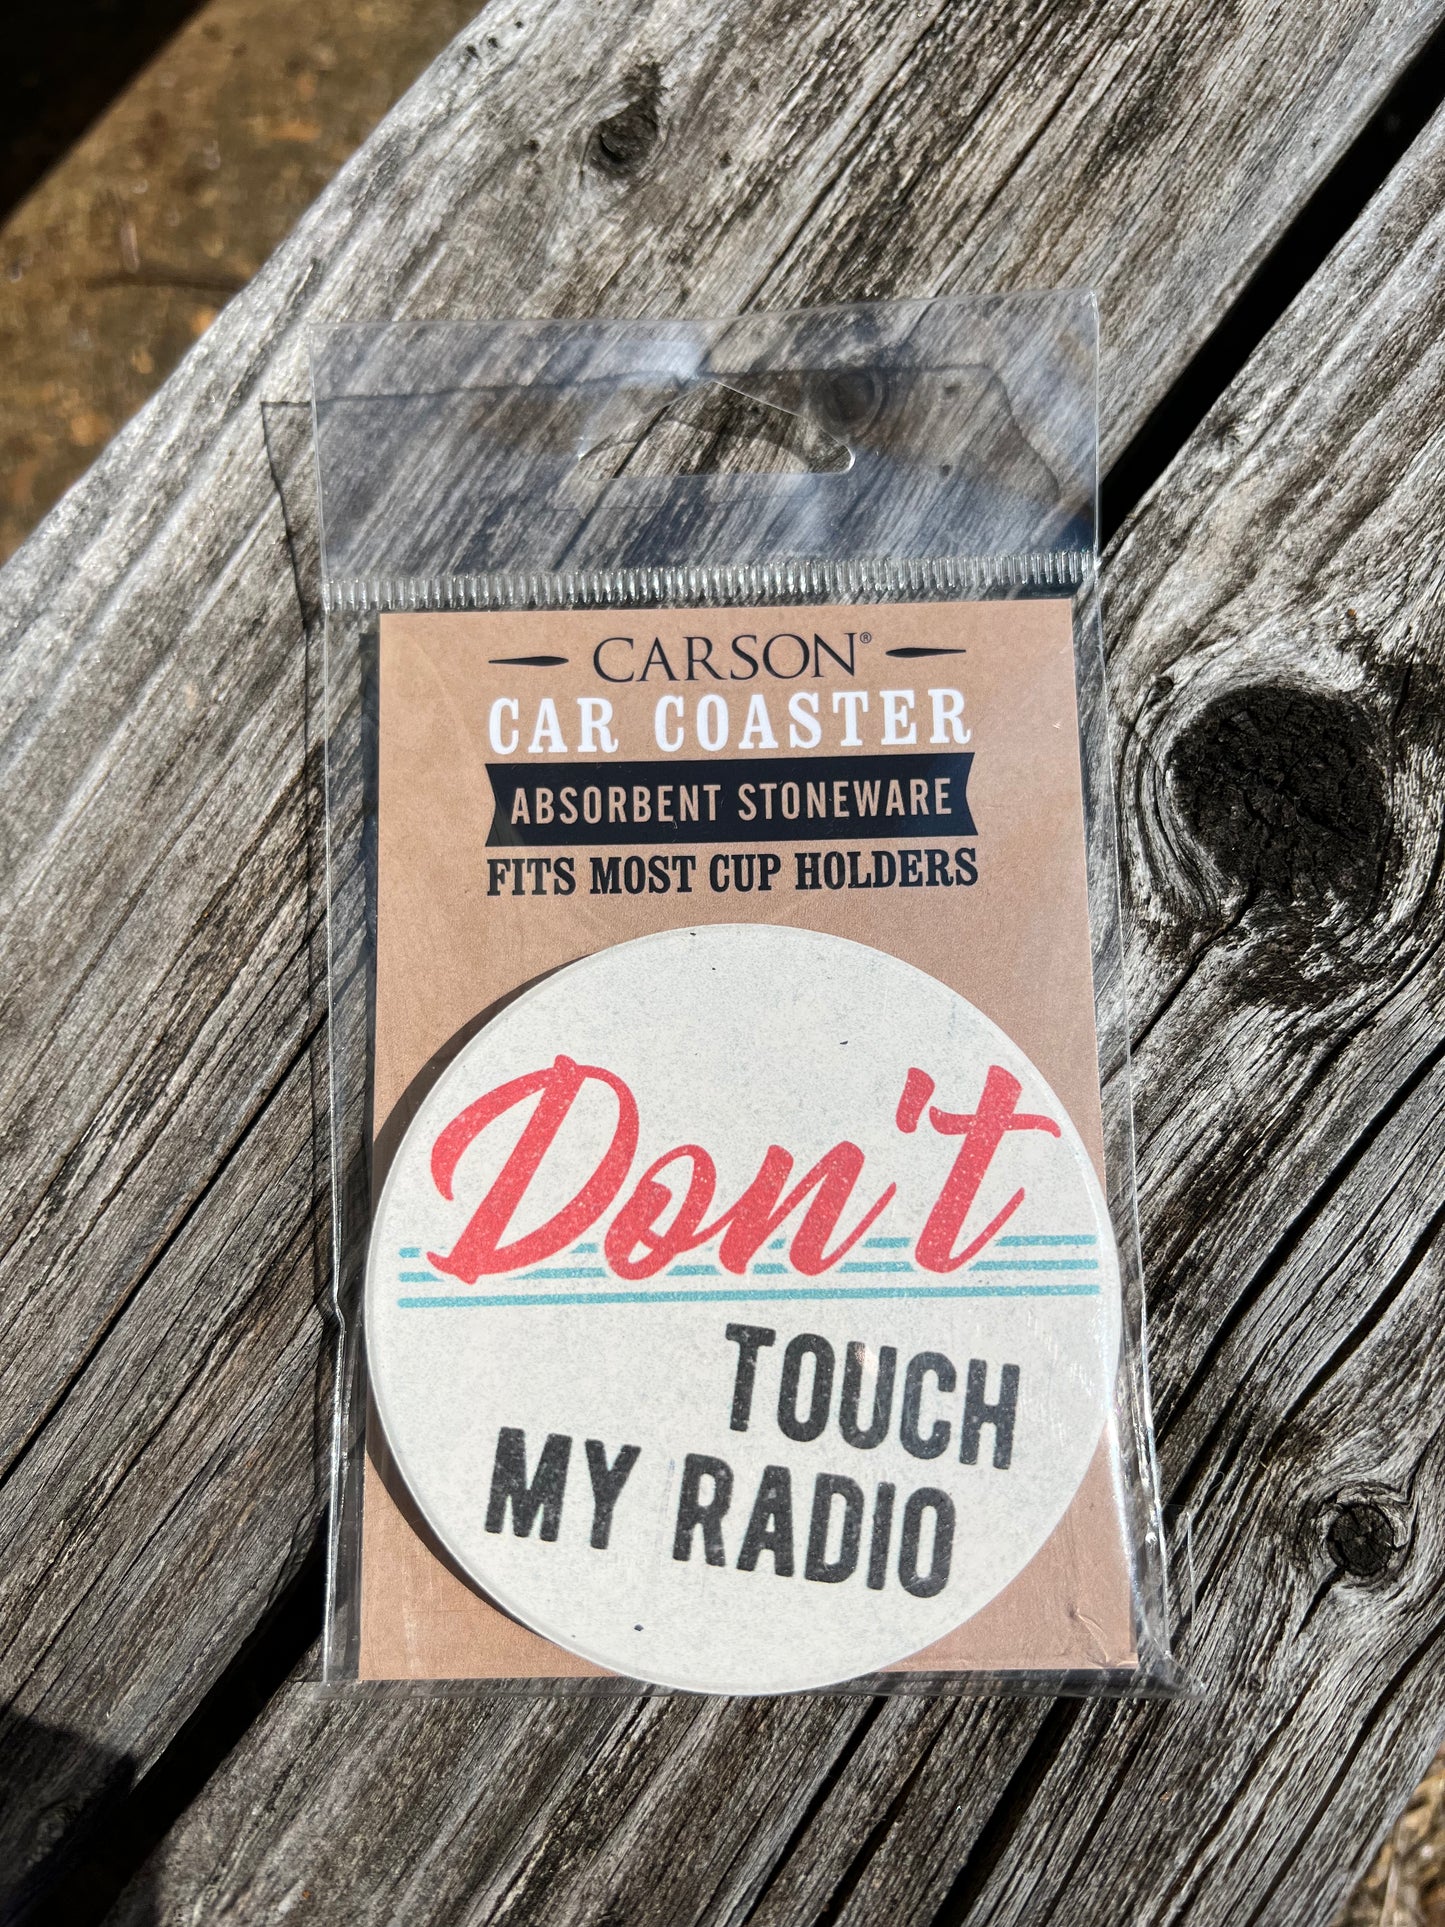 CARSON®
CAR COASTER
ABSORBENT STONEWARE
FITS MOST CUP HOLDERS
Don't
TOUCH
MY RADIO